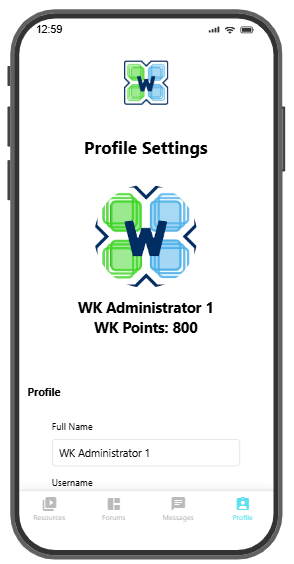 12:59
W
Profile Settings
W
WK Administrator 1
WK Points: 800
Profile
Full Name
WK Administrator 1
Username
Resources
Forums
Messages
Profile